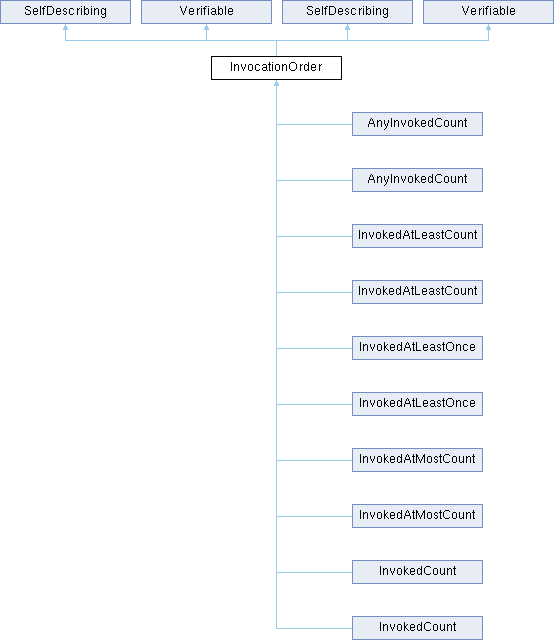 SelfDescribing
Verifiable
SelfDescribing
Verifiable
InvocationOrder
AnyInvokedCount
AnyInvokedCount
InvokedAtLeastCount
InvokedAtLeastCount
InvokedAtLeastOnce
InvokedAtLeastOnce
InvokedAtMostCount
InvokedAtMostCount
InvokedCount
InvokedCount